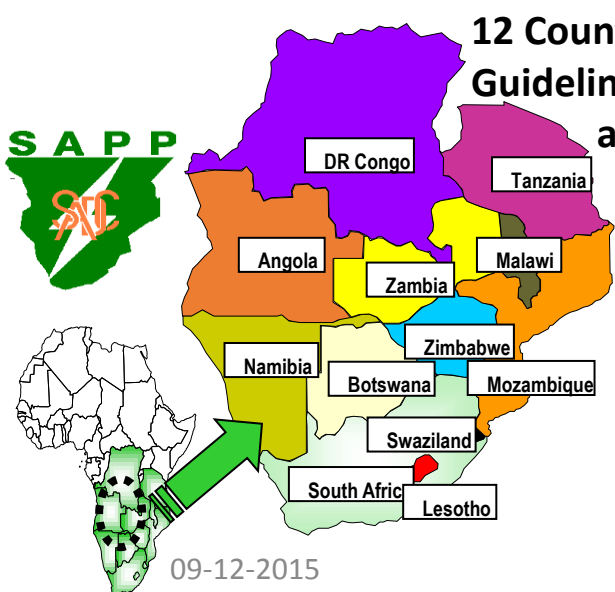 12 Coun
Guidelin
a
SAPP
SADC
DR Congo
Tanzania
Angola
Malawi
Zambia
Namibia
Zimbabwe
Botswana
Mozambique
Swaziland
South Afric
Lesotho
09-12-2015